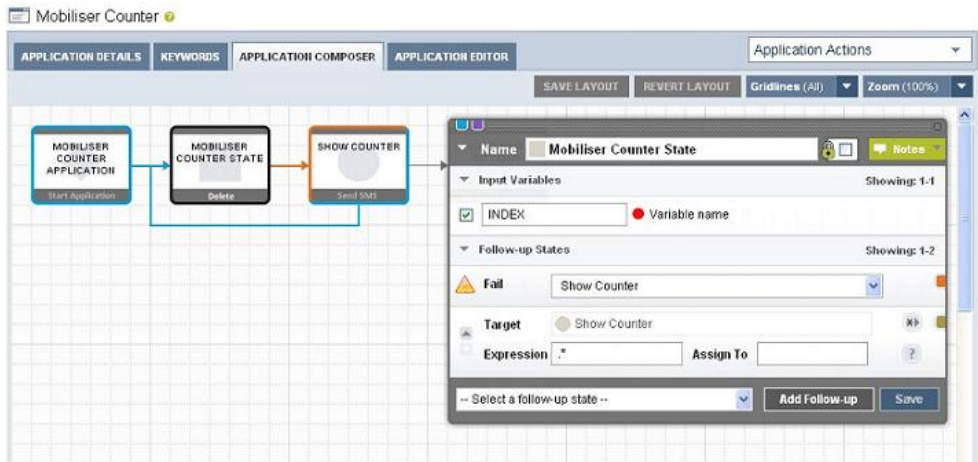 Mobiliser Counter
APPLICATION DETAILS KEYWORDS APPLICATION COMPOSER APPLICATION EDITOR
Application Actions
SAVE LAYOUT REVERT LAYOUT Gridlines (All) Zoom (100%)
MOBILISER COUNTER APPLICATION
Start Application
MOBILISER COUNTER STATE
Delete
SHOW COUNTER
Send SMS
Name Mobiliser Counter State Notes
Input Variables Showing: 1-1
INDEX Variable name
Follow-up States Showing: 1-2
Fail Show Counter
Target Show Counter
Expression .* Assign To ?
-- Select a follow-up state -- Add Follow-up Save